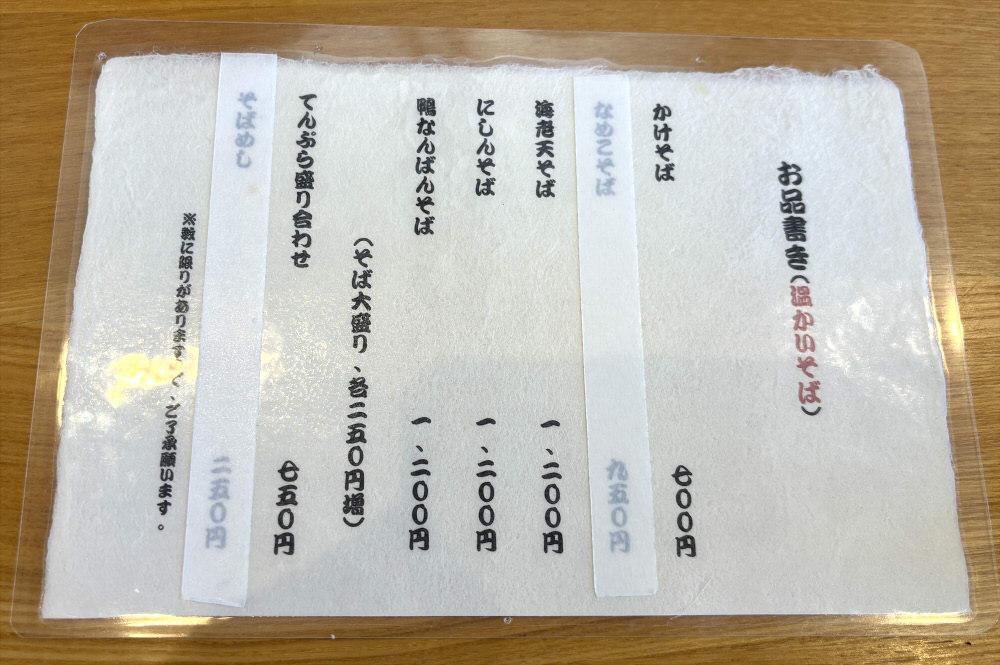 お品書き(温かいそば)
かけそば 七〇〇円
なめこそば 九五〇円
海老天そば 一、二〇〇円
にしんそば 一、二〇〇円
鴨なんばんそば 一、二〇〇円
(そば大盛り、各二五〇円増)
てんぷら盛り合わせ 七五〇円
そばめし 二五〇円
※数に限りがあります ご了承願います。